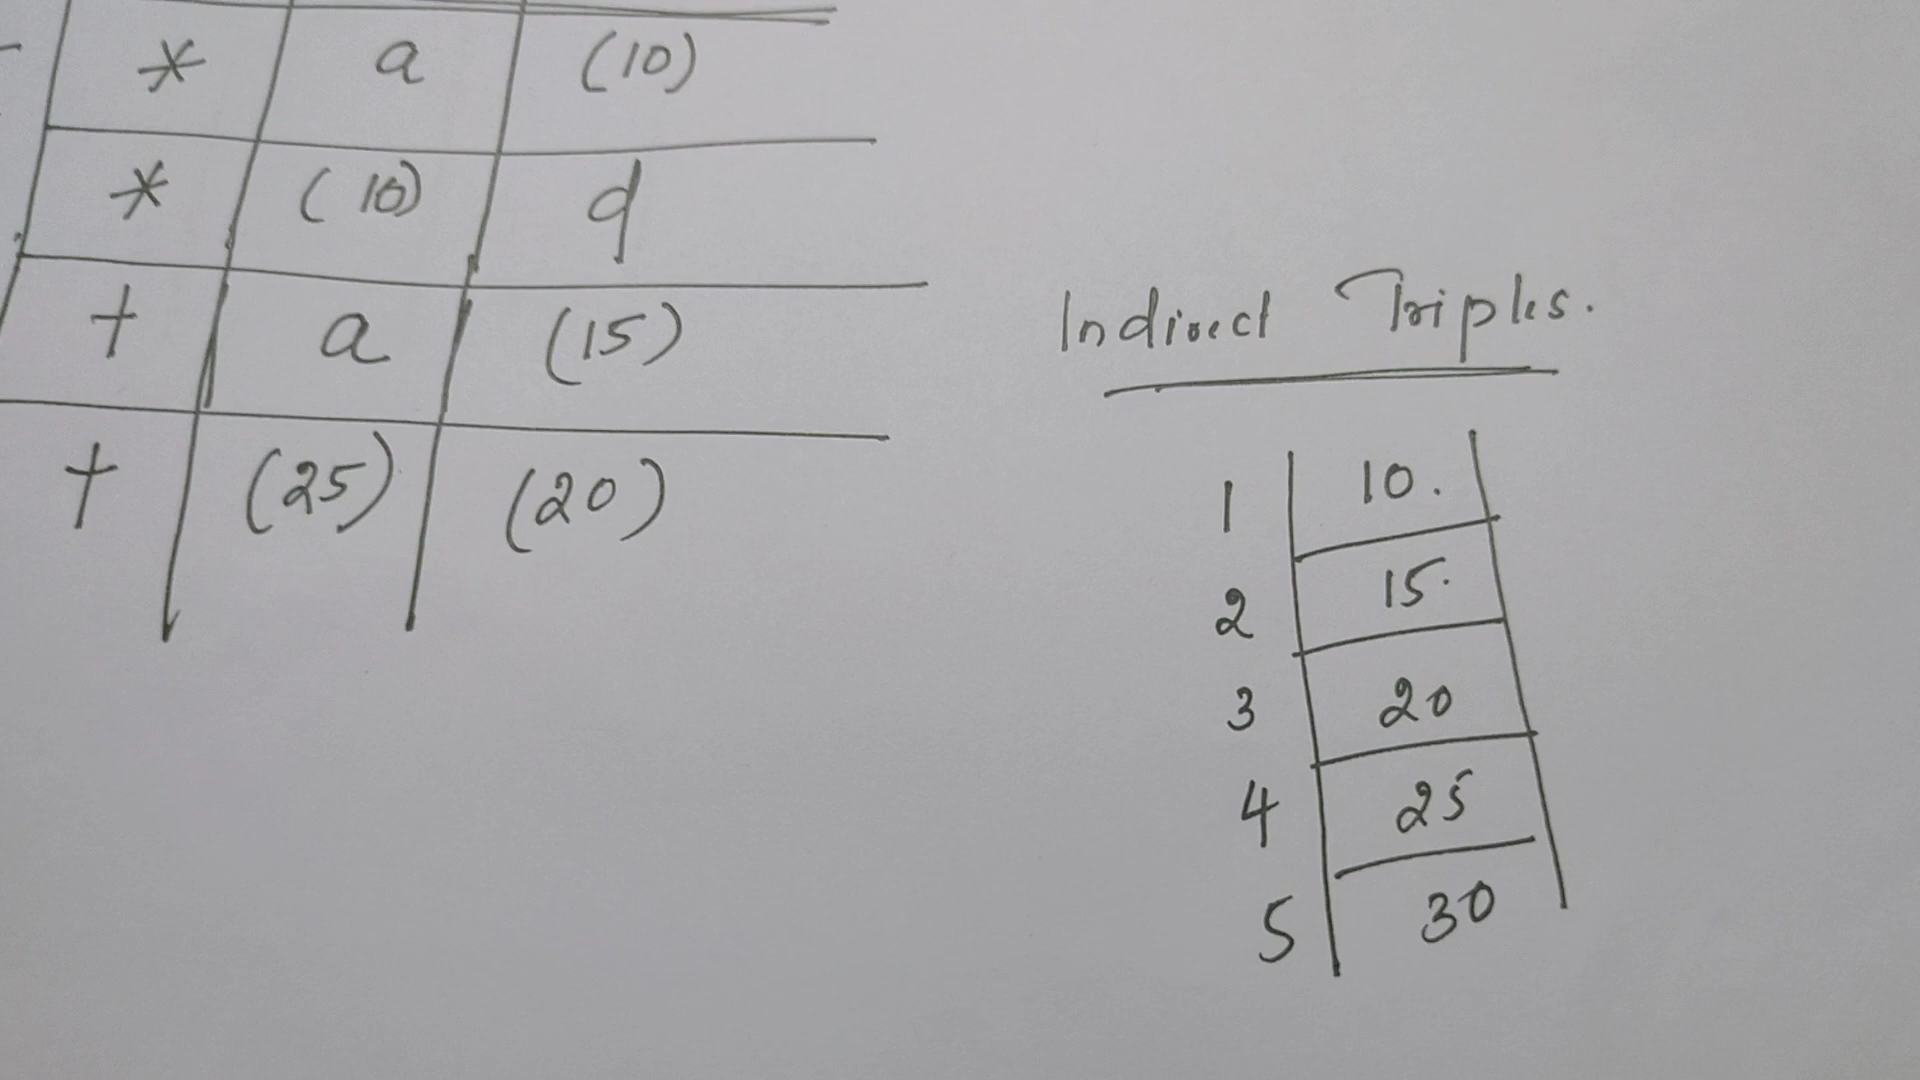 * a (10)
* (10) d
+ a (15)
+ (25) (20)
Indirect Triples.
1 10.
2 15.
3 20
4 25
5 30